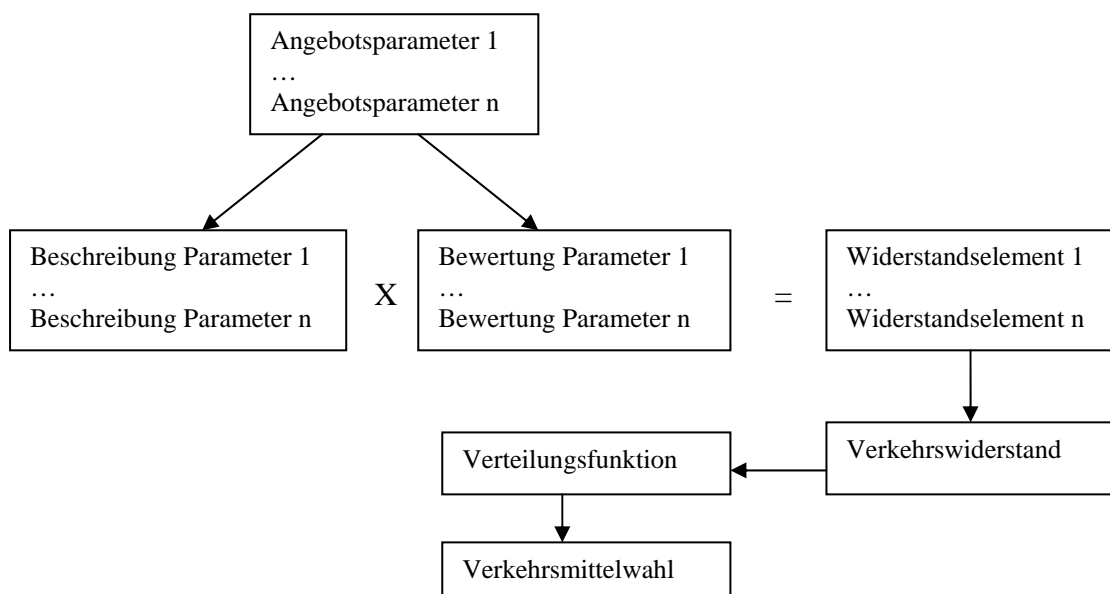 Angebotsparameter 1
…
Angebotsparameter n
Beschreibung Parameter 1
…
Beschreibung Parameter n
X
Bewertung Parameter 1
…
Bewertung Parameter n
=
Widerstandselement 1
…
Widerstandselement n
Verkehrswiderstand
Verteilungsfunktion
Verkehrsmittelwahl